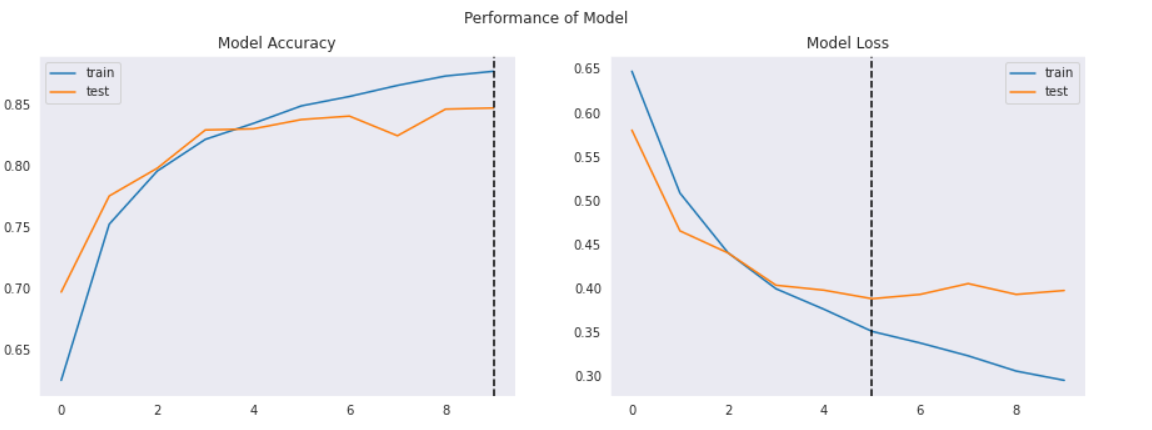 Performance of Model
Model Accuracy
train
test
0.85
0.80
0.75
0.70
0.65
0 2 4 6 8
Model Loss
train
test
0.65
0.60
0.55
0.50
0.45
0.40
0.35
0.30
0 2 4 6 8